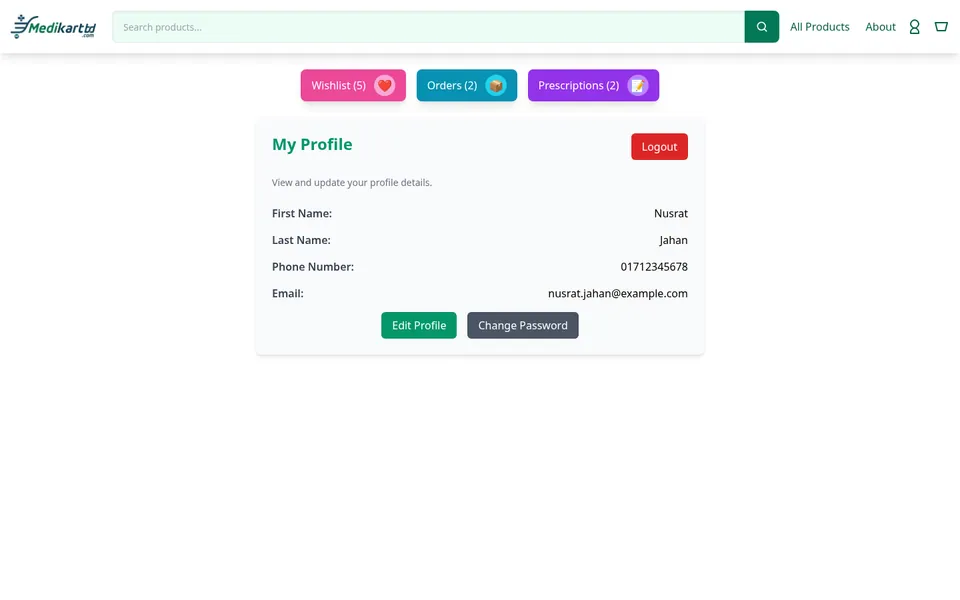 Medikartbd
.com
Search products...
All Products
About
Wishlist (5)
Orders (2)
Prescriptions (2)
My Profile
Logout
View and update your profile details.
First Name: Nusrat
Last Name: Jahan
Phone Number: 01712345678
Email: nusrat.jahan@example.com
Edit Profile
Change Password